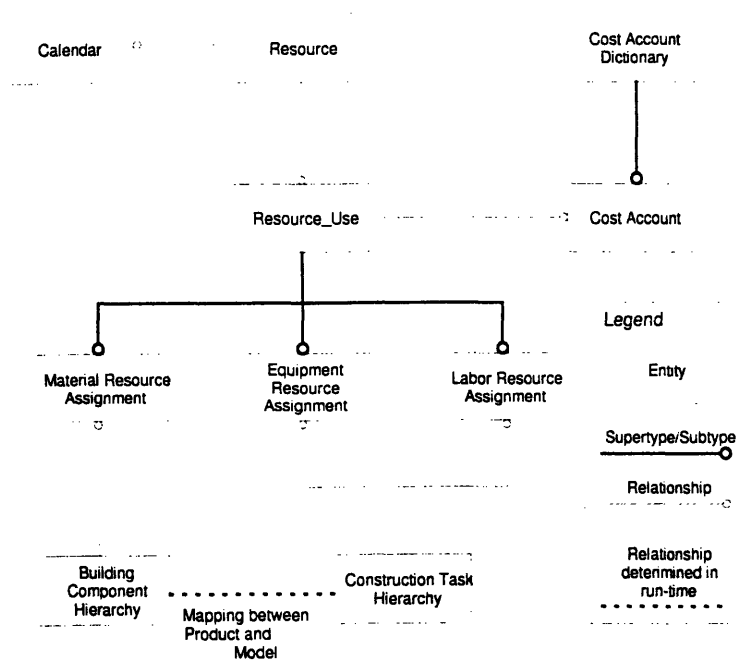 Calendar
Resource
Cost Account
Dictionary
Resource_Use
Cost Account
Legend
Material Resource
Assignment
Equipment
Resource
Assignment
Labor Resource
Assignment
Entity
Supertype/Subtype
Relationship
Building
Component
Hierarchy
Construction Task
Hierarchy
Mapping between
Product and
Model
Relationship
deterimined in
run-time